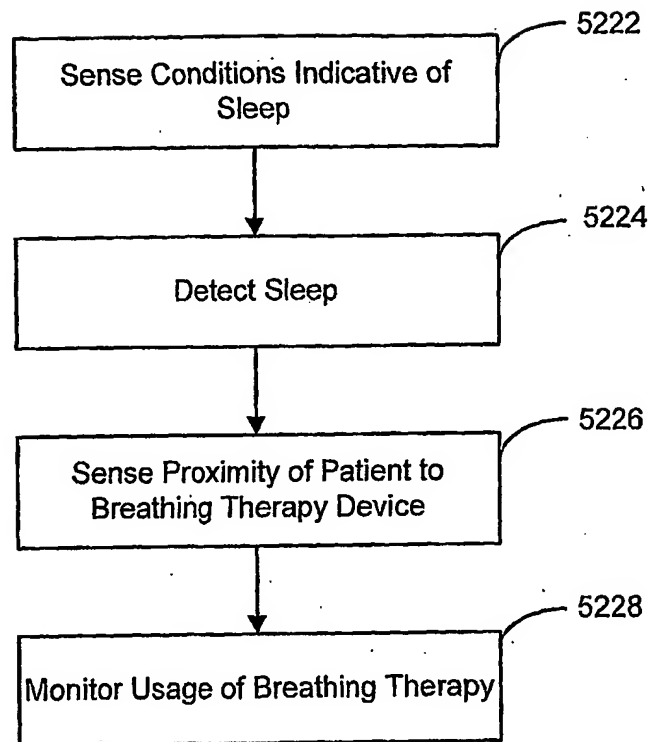 5222
Sense Conditions Indicative of
Sleep
5224
Detect Sleep
5226
Sense Proximity of Patient to
Breathing Therapy Device
5228
Monitor Usage of Breathing Therapy